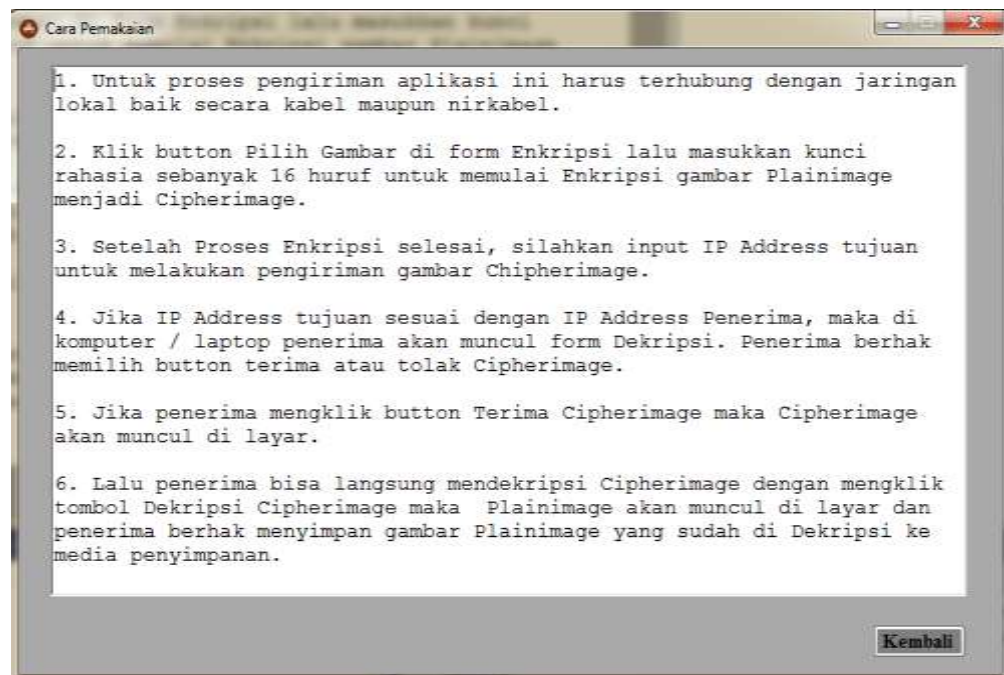 Cara Pemakaian
1. Untuk proses pengiriman aplikasi ini harus terhubung dengan jaringan
lokal baik secara kabel maupun nirkabel.
2. Klik button Pilih Gambar di form Enkripsi lalu masukkan kunci
rahasia sebanyak 16 huruf untuk memulai Enkripsi gambar Plainimage
menjadi Cipherimage.
3. Setelah Proses Enkripsi selesai, silahkan input IP Address tujuan
untuk melakukan pengiriman gambar Chipherimage.
4. Jika IP Address tujuan sesuai dengan IP Address Penerima, maka di
komputer / laptop penerima akan muncul form Dekripsi. Penerima berhak
memilih button terima atau tolak Cipherimage.
5. Jika penerima mengklik button Terima Cipherimage maka Cipherimage
akan muncul di layar.
6. Lalu penerima bisa langsung mendekripsi Cipherimage dengan mengklik
tombol Dekripsi Cipherimage maka  Plainimage akan muncul di layar dan
penerima berhak menyimpan gambar Plainimage yang sudah di Dekripsi ke
media penyimpanan.
Kembali